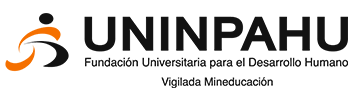 UNINPAHU
Fundación Universitaria para el Desarrollo Humano
Vigilada Mineducación